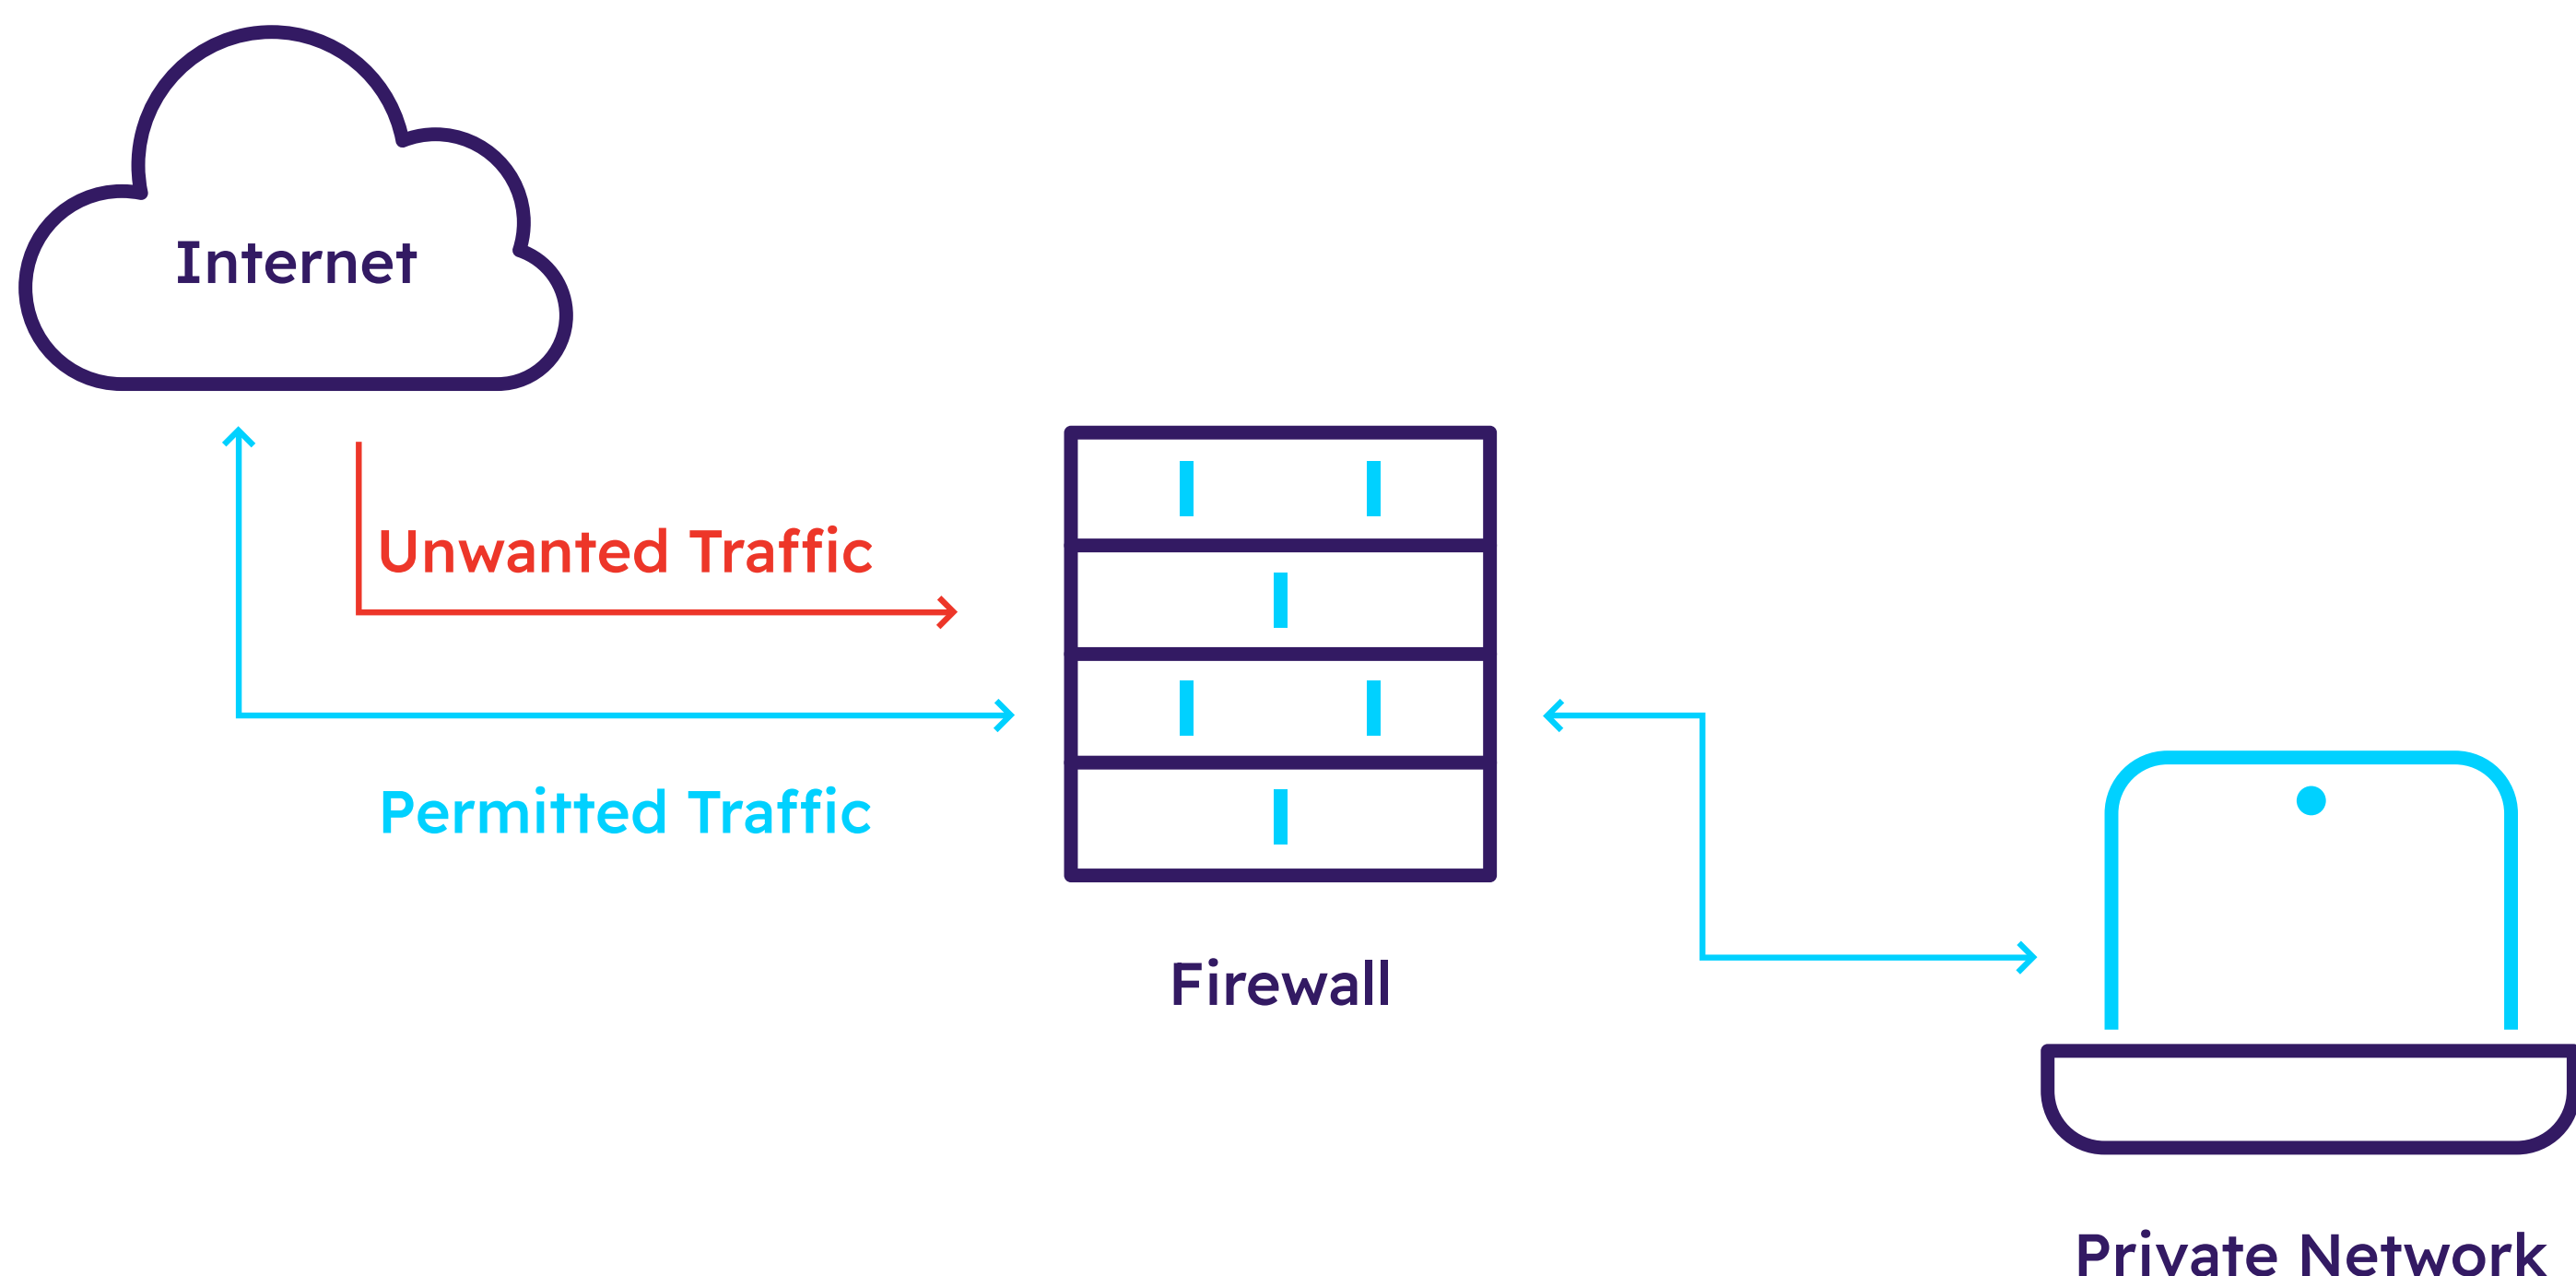 Internet
Unwanted Traffic
Permitted Traffic
Firewall
Private Network